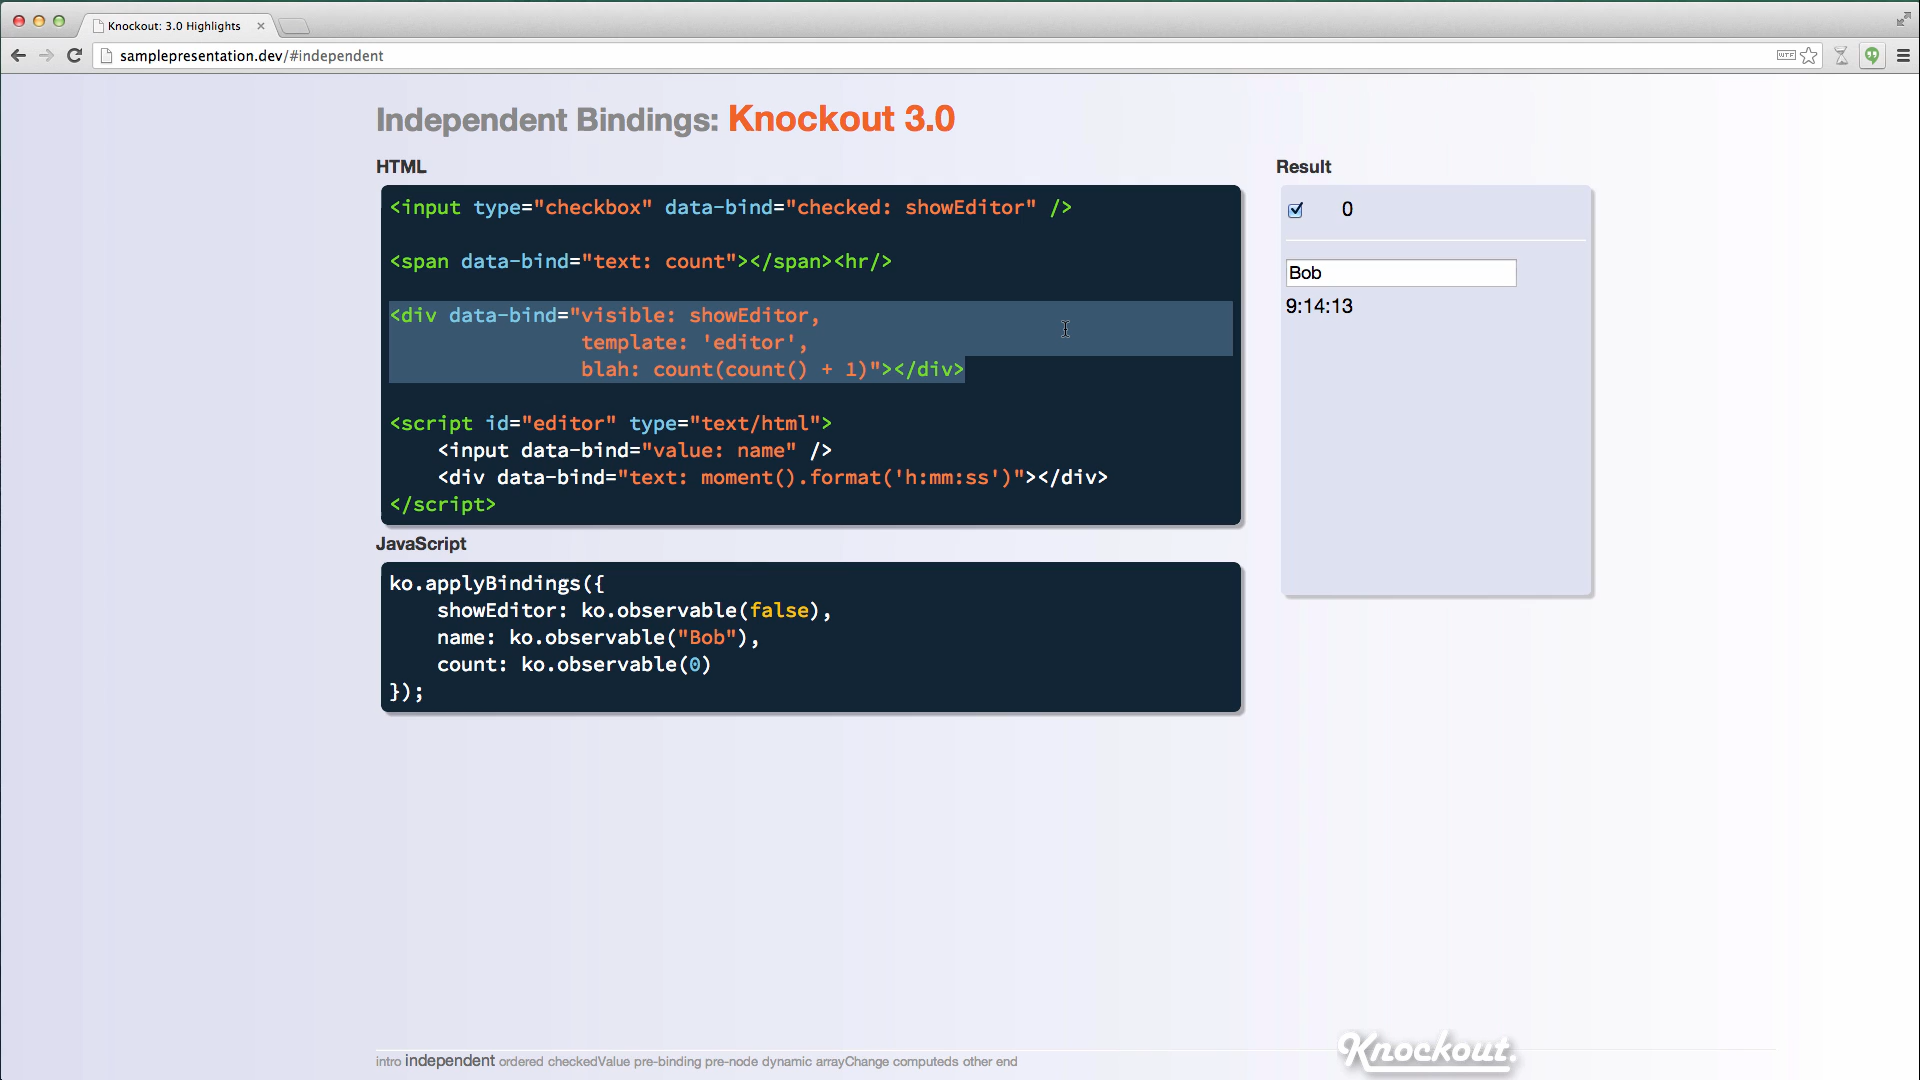 Knockout: 3.0 Highlights
samplepresentation.dev/#independent
WTF
Independent Bindings: Knockout 3.0
HTML
<input type="checkbox" data-bind="checked: showEditor" />
<span data-bind="text: count"></span><hr/>
<div data-bind="visible: showEditor,
template: 'editor',
blah: count(count() + 1)"></div>
<script id="editor" type="text/html">
<input data-bind="value: name" />
<div data-bind="text: moment().format('h:mm:ss')"></div>
</script>
JavaScript
ko.applyBindings({
showEditor: ko.observable(false),
name: ko.observable("Bob"),
count: ko.observable(0)
});
Result
0
Bob
9:14:13
intro independent ordered checkedValue pre-binding pre-node dynamic arrayChange computeds other end
Knockout.